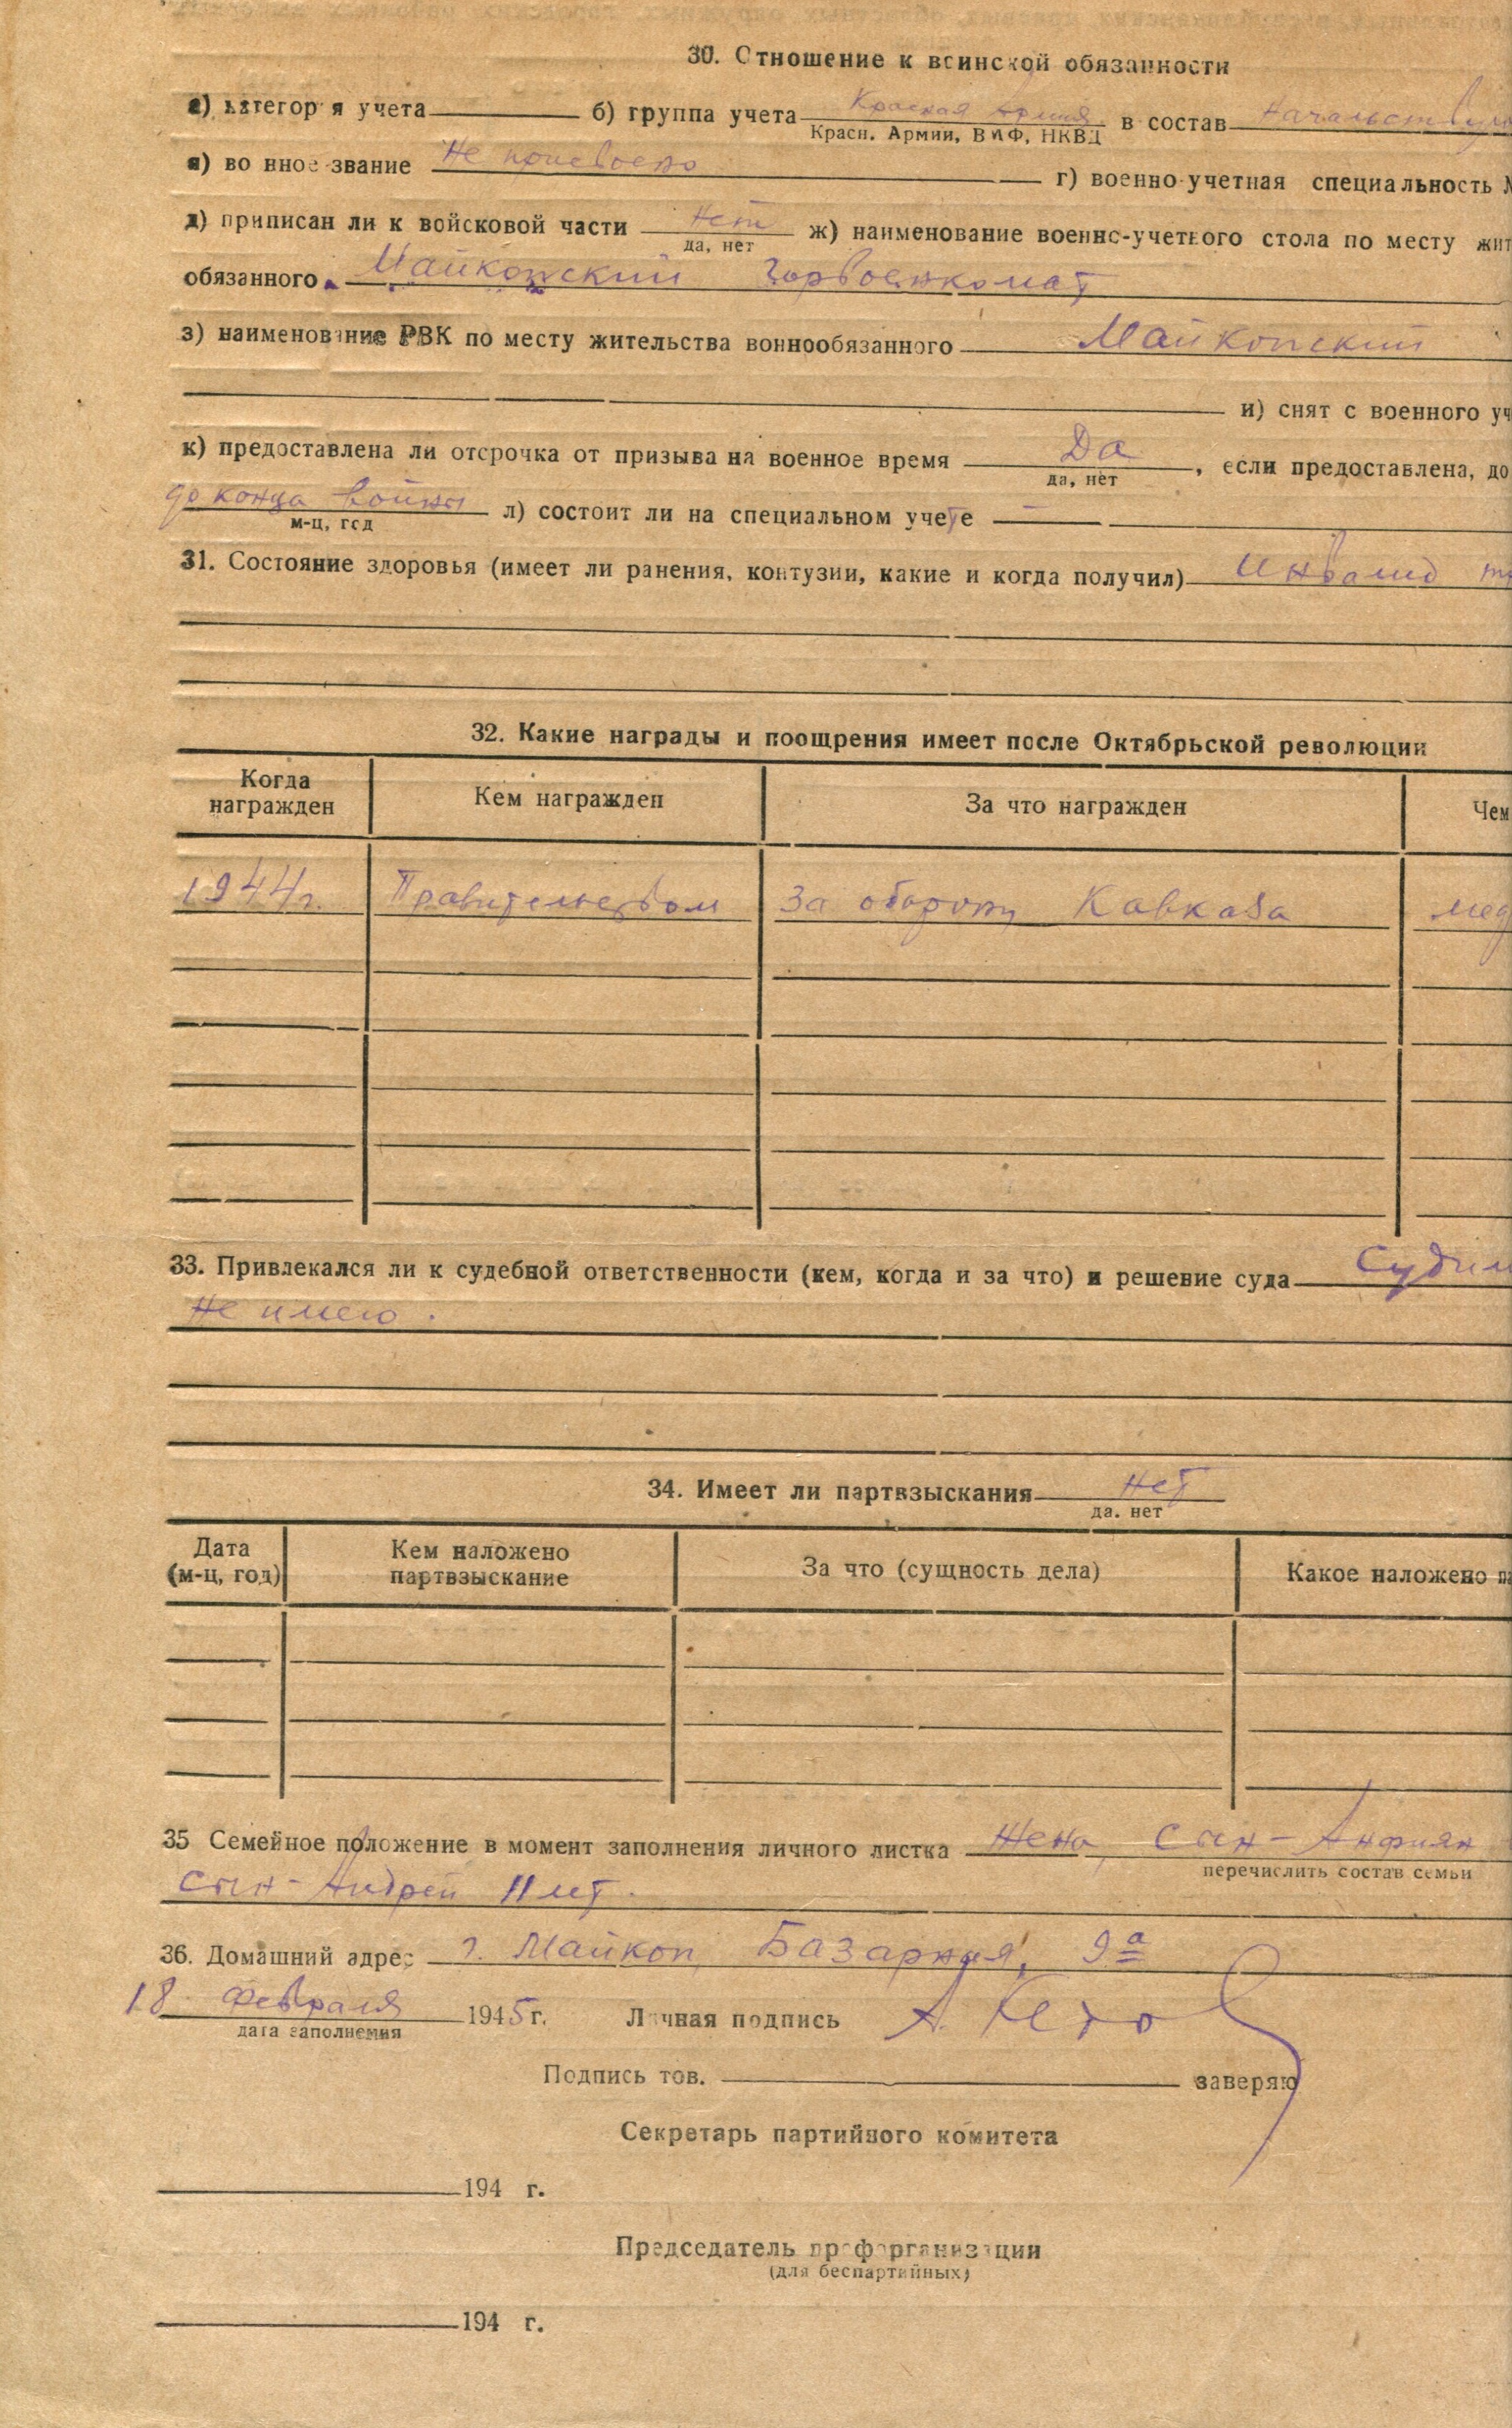 30. Отношение к воинской обязанности
а) категория учета б) группа учета Красная Армия в состав Начальствую
Красн. Армии, ВМФ, НКВД
в) военное звание Не присвоено г) военно-учетная специальность №
д) приписан ли к войсковой части Нет ж) наименование военно-учетного стола по месту жит
да, нет
обязанного Майкопский Горвоенкомат
з) наименование РВК по месту жительства военнообязанного Майкопский
и) снят с военного уч
к) предоставлена ли отсрочка от призыва на военное время Да, если предоставлена, до
да, нет
до конца войны л) состоит ли на специальном учете —
м-ц, год
31. Состояние здоровья (имеет ли ранения, контузии, какие и когда получил) Инвалид
32. Какие награды и поощрения имеет после Октябрьской революции
Когда награжден Кем награжден За что награжден Чем
1944г. Правительством За оборону Кавказа мед
33. Привлекался ли к судебной ответственности (кем, когда и за что) и решение суда Судим
Не имею.
34. Имеет ли партвзыскания Нет
да, нет
Дата (м-ц, год) Кем наложено партвзыскание За что (сущность дела) Какое наложено па
35 Семейное положение в момент заполнения личного листка Жена, сын - Анфиян
перечислить состав семьи
сын - Андрей 11 лет.
36. Домашний адрес г. Майкоп, Базарная, 9а
18 февраля 1945г. Личная подпись
дата заполнения
Подпись тов. заверяю
Секретарь партийного комитета
194 г.
Председатель профорганизации
(для беспартийных)
194 г.